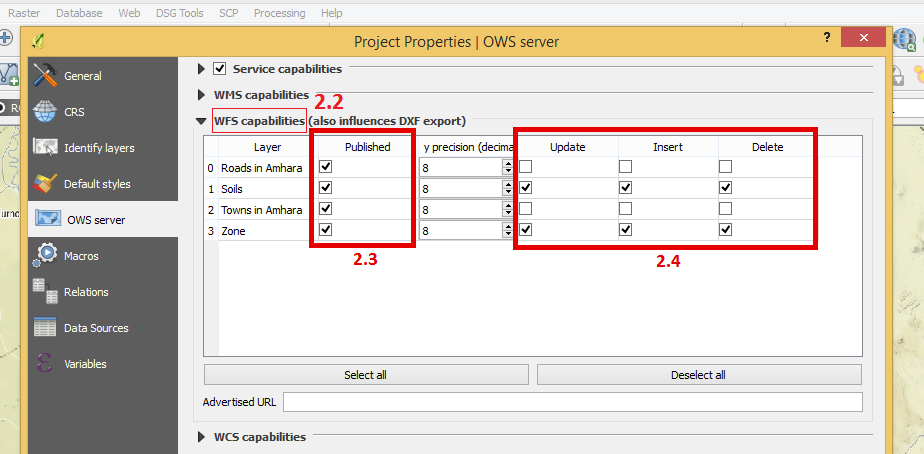 Raster Database Web DSG Tools SCP Processing Help
Project Properties | OWS server
?
General
CRS
Identify layers
Default styles
OWS server
Macros
Relations
Data Sources
Variables
Service capabilities
WMS capabilities
2.2
WFS capabilities (also influences DXF export)
Layer Published y precision (decima Update Insert Delete
0 Roads in Amhara 8
1 Soils 8
2 Towns in Amhara 8
3 Zone 8
2.3 2.4
Select all Deselect all
Advertised URL
WCS capabilities